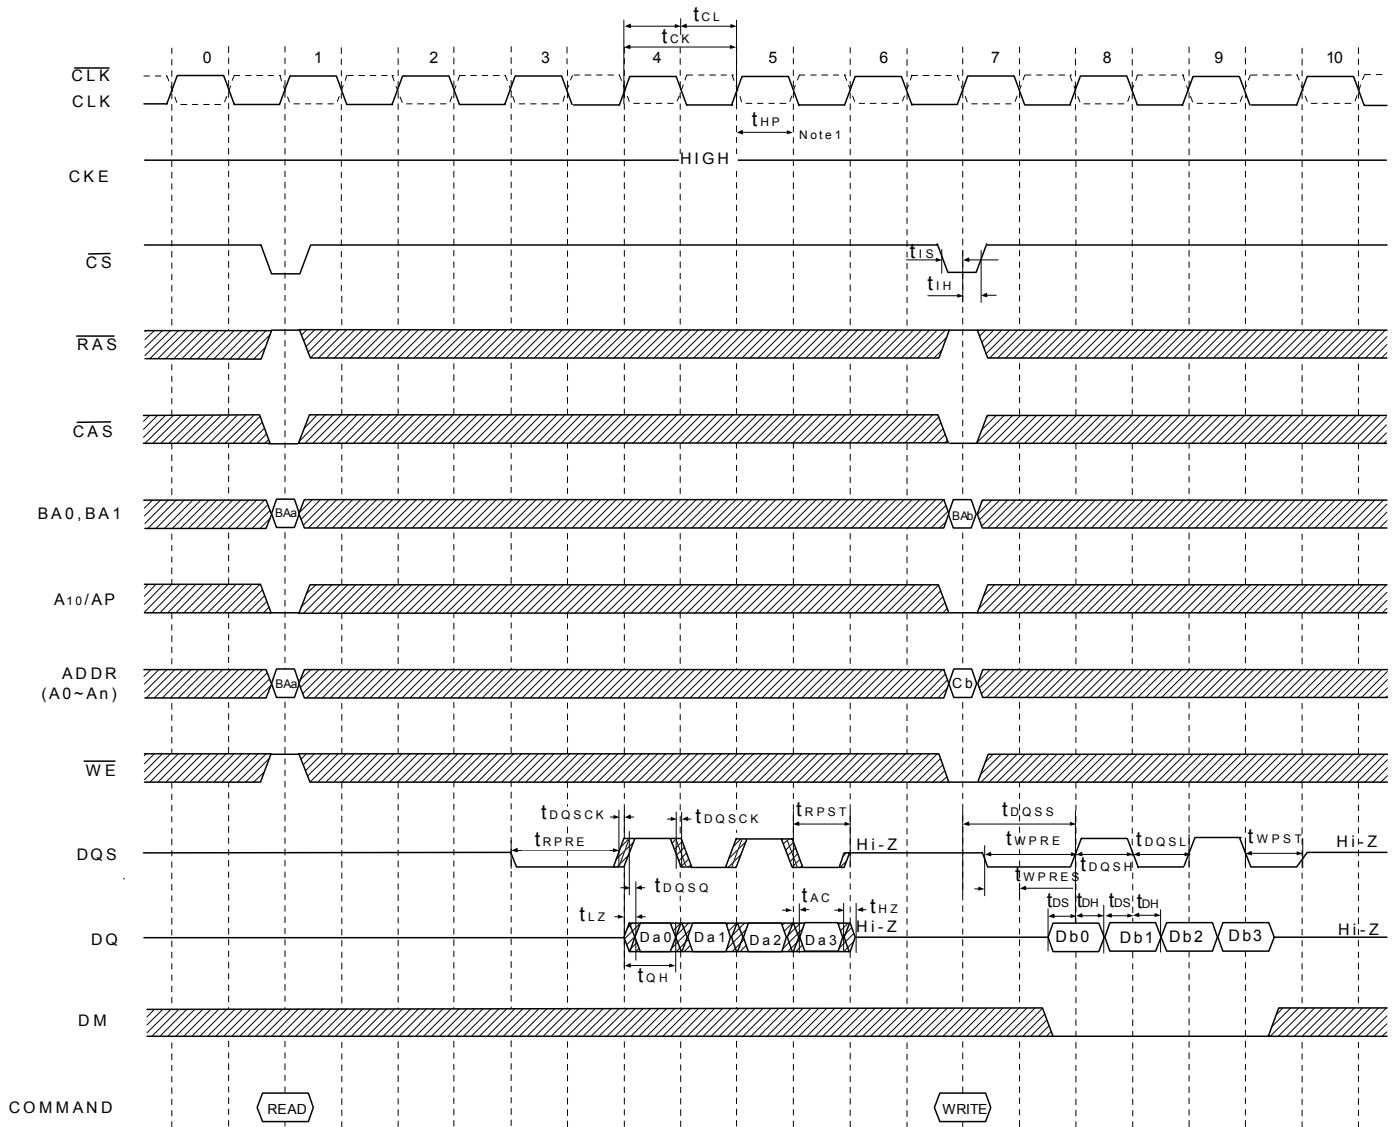 tCL
tCK
0 1 2 3 4 5 6 7 8 9 10
CLK
CLK
tHP Note1
HIGH
CKE
CS
tIS
tIH
RAS
CAS
BA0,BA1 BAa BAb
A10/AP
ADDR
(A0~An)
BAa Cb
WE
tDQSCK tDQSCK tRPST tDQSS
tRPRE tWPRE tDQSL tWPST
DQS Hi-Z Hi-Z
tDQSH
tDQSQ tWPRES
tLZ tAC tHZ tDS tDH tDS tDH
Hi-Z Hi-Z
DQ Da0 Da1 Da2 Da3 Db0 Db1 Db2 Db3
tQH
DM
COMMAND READ WRITE